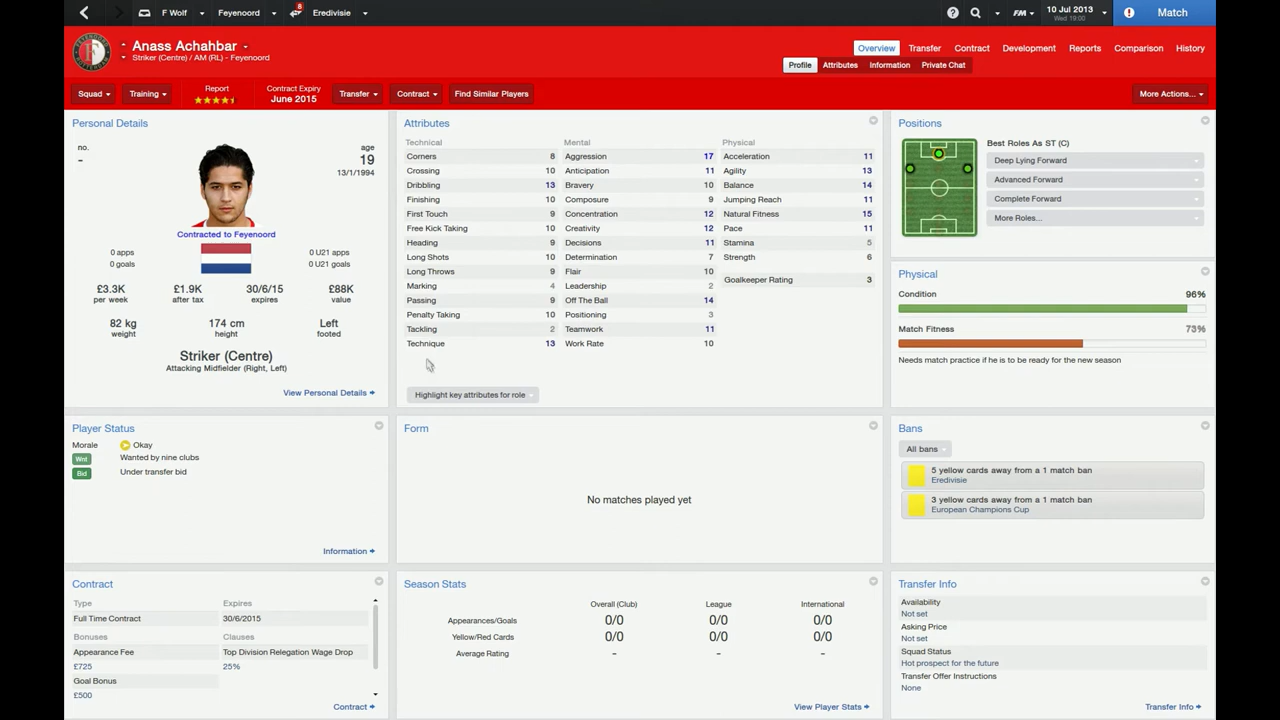 F Wolf
Feyenoord
8
Eredivisie
FM
10 Jul 2013
Wed 19:00
Match
Anass Achahbar
Striker (Centre) / AM (RL) - Feyenoord
Overview
Transfer
Contract
Development
Reports
Comparison
History
Profile
Attributes
Information
Private Chat
Squad
Training
Report
Contract Expiry
June 2015
Transfer
Contract
Find Similar Players
More Actions...
Personal Details
no.
-
age
19
13/1/1994
Contracted to Feyenoord
0 apps
0 goals
0 U21 apps
0 U21 goals
£3.3K
per week
£1.9K
after tax
30/6/15
expires
£88K
value
82 kg
weight
174 cm
height
Left
footed
Striker (Centre)
Attacking Midfielder (Right, Left)
View Personal Details
Attributes
Technical
Corners 8
Crossing 10
Dribbling 13
Finishing 10
First Touch 9
Free Kick Taking 10
Heading 9
Long Shots 10
Long Throws 9
Marking 4
Passing 9
Penalty Taking 10
Tackling 2
Technique 13
Mental
Aggression 17
Anticipation 11
Bravery 10
Composure 9
Concentration 12
Creativity 12
Decisions 11
Determination 7
Flair 10
Leadership 2
Off The Ball 14
Positioning 3
Teamwork 11
Work Rate 10
Physical
Acceleration 11
Agility 13
Balance 14
Jumping Reach 11
Natural Fitness 15
Pace 11
Stamina 5
Strength 6
Goalkeeper Rating 3
Highlight key attributes for role
Positions
Best Roles As ST (C)
Deep Lying Forward
Advanced Forward
Complete Forward
More Roles...
Physical
Condition 96%
Match Fitness 73%
Needs match practice if he is to be ready for the new season
Player Status
Morale Okay
Wnt Wanted by nine clubs
Bid Under transfer bid
Information
Form
No matches played yet
Bans
All bans
5 yellow cards away from a 1 match ban
Eredivisie
3 yellow cards away from a 1 match ban
European Champions Cup
Contract
Type
Expires
Full Time Contract
30/6/2015
Bonuses
Clauses
Appearance Fee
Top Division Relegation Wage Drop
£725
25%
Goal Bonus
£500
Contract
Season Stats
Overall (Club) League International
Appearances/Goals 0/0 0/0 0/0
Yellow/Red Cards 0/0 0/0 0/0
Average Rating - - -
View Player Stats
Transfer Info
Availability
Not set
Asking Price
Not set
Squad Status
Hot prospect for the future
Transfer Offer Instructions
None
Transfer Info